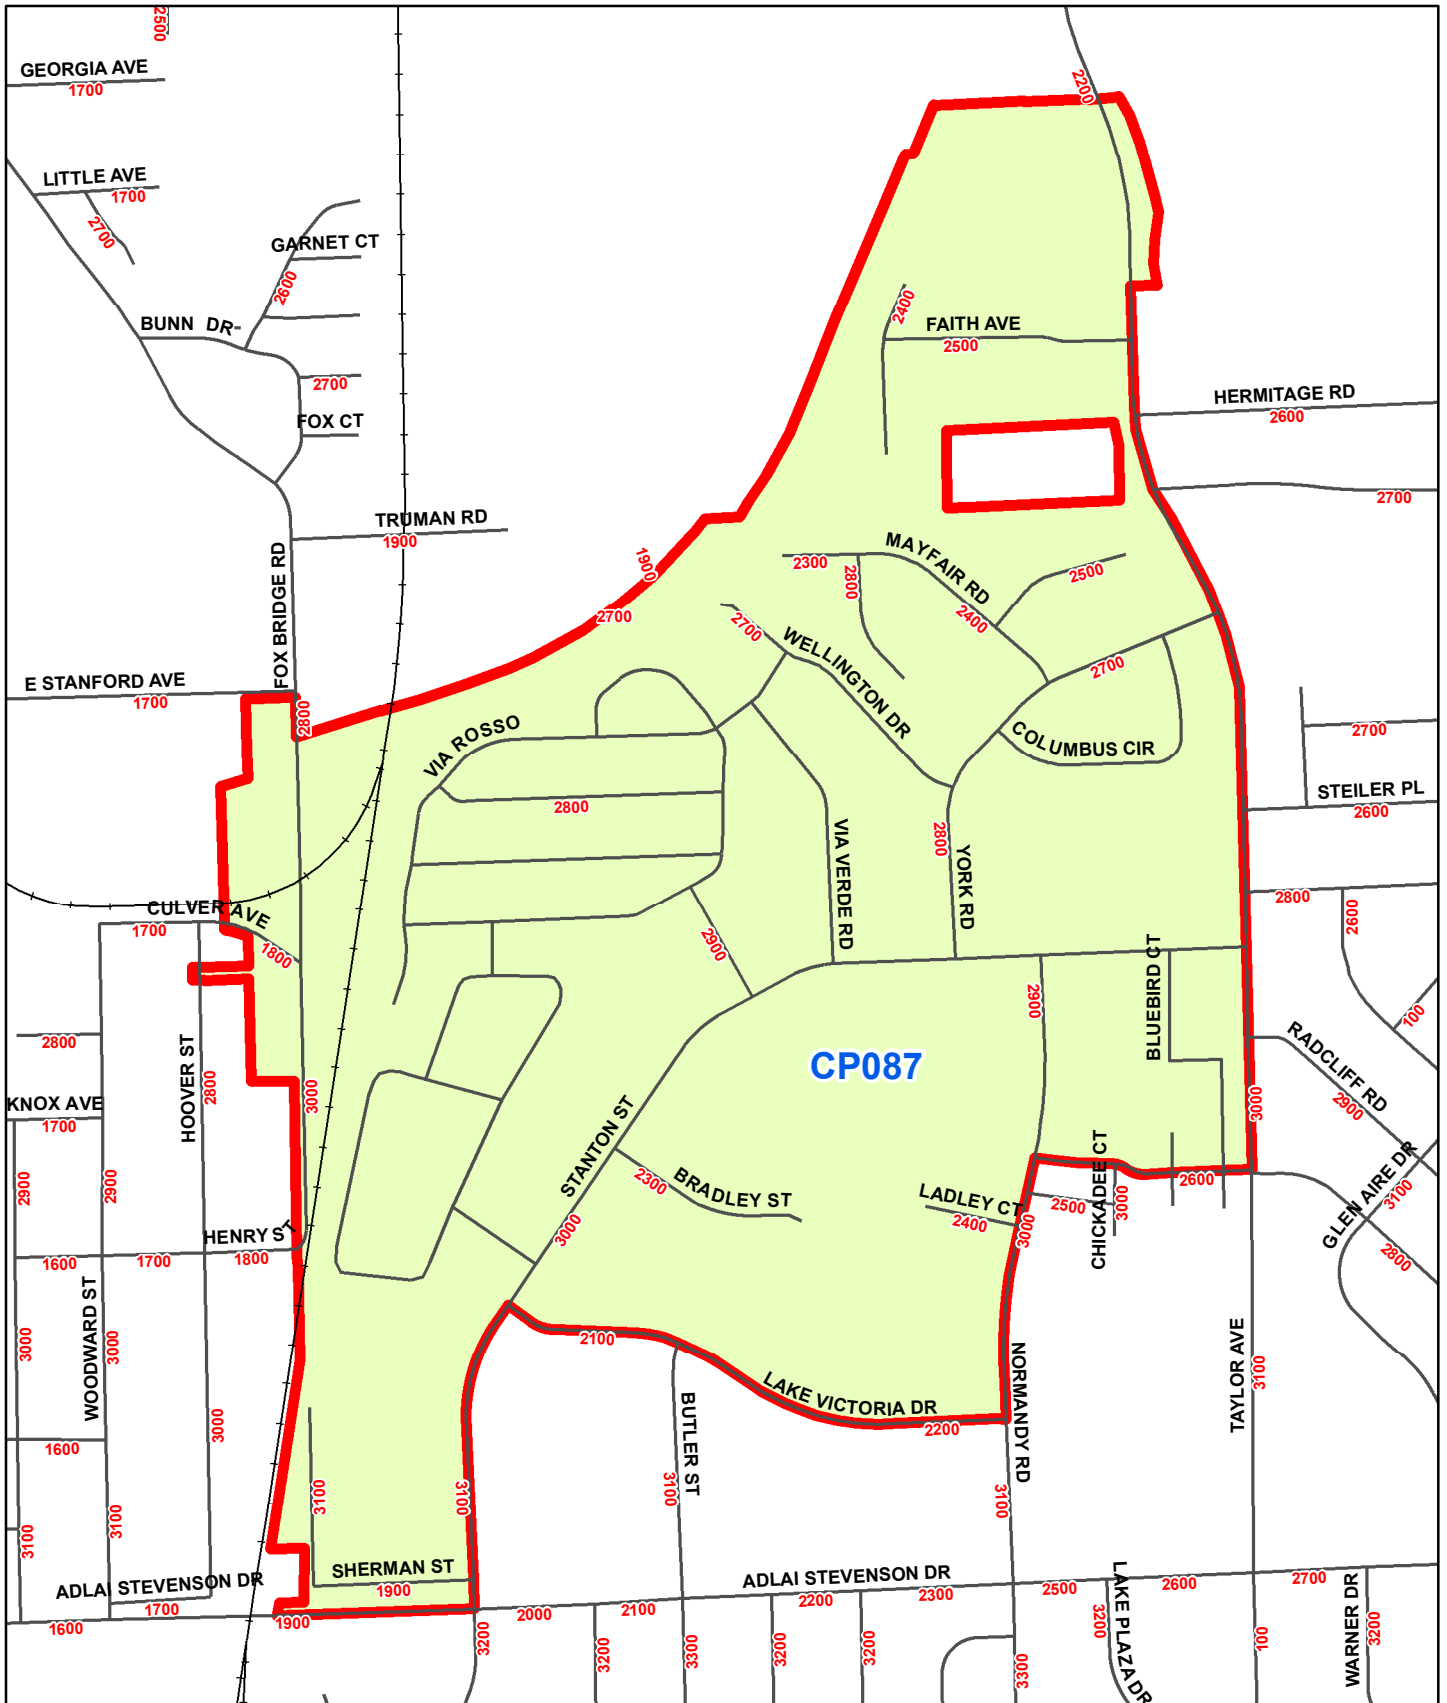 2500
GEORGIA AVE
1700
2200
LITTLE AVE
1700
2700
GARNET CT
2600
BUNN DR
2400
FAITH AVE
2500
2700
HERMITAGE RD
2600
FOX CT
2700
TRUMAN RD
1900
FOX BRIDGE RD
1900
2700
MAYFAIR RD
2300
2800
2500
2400
2700
WELLINGTON DR
2700
E STANFORD AVE
1700
2800
VIA ROSSO
COLUMBUS CIR
2700
2800
STEILER PL
2600
VIA VERDE RD
2800
YORK RD
2800
2600
CULVER AVE
1700
1800
2900
BLUEBIRD CT
2900
100
2800
HOOVER ST
2800
3000
CP087
RADCLIFF RD
2900
3000
KNOX AVE
1700
2900
2900
STANTON ST
2300
BRADLEY ST
LADLEY CT
2400
2500
CHICKADEE CT
3000
2600
3000
GLEN AIRE DR
3100
2800
HENRY ST
1600
1700
1800
3000
WOODWARD ST
3000
3000
2100
LAKE VICTORIA DR
2200
NORMANDY RD
TAYLOR AVE
3100
BUTLER ST
3100
3000
1600
3100
3100
3100
3100
3100
SHERMAN ST
1900
ADLAI STEVENSON DR
1700
1600
1900
2000
2100
ADLAI STEVENSON DR
2200
2300
2500
2600
2700
3200
3200
3300
3200
3200
3300
LAKE PLAZA DR
3200
100
WARNER DR
3200